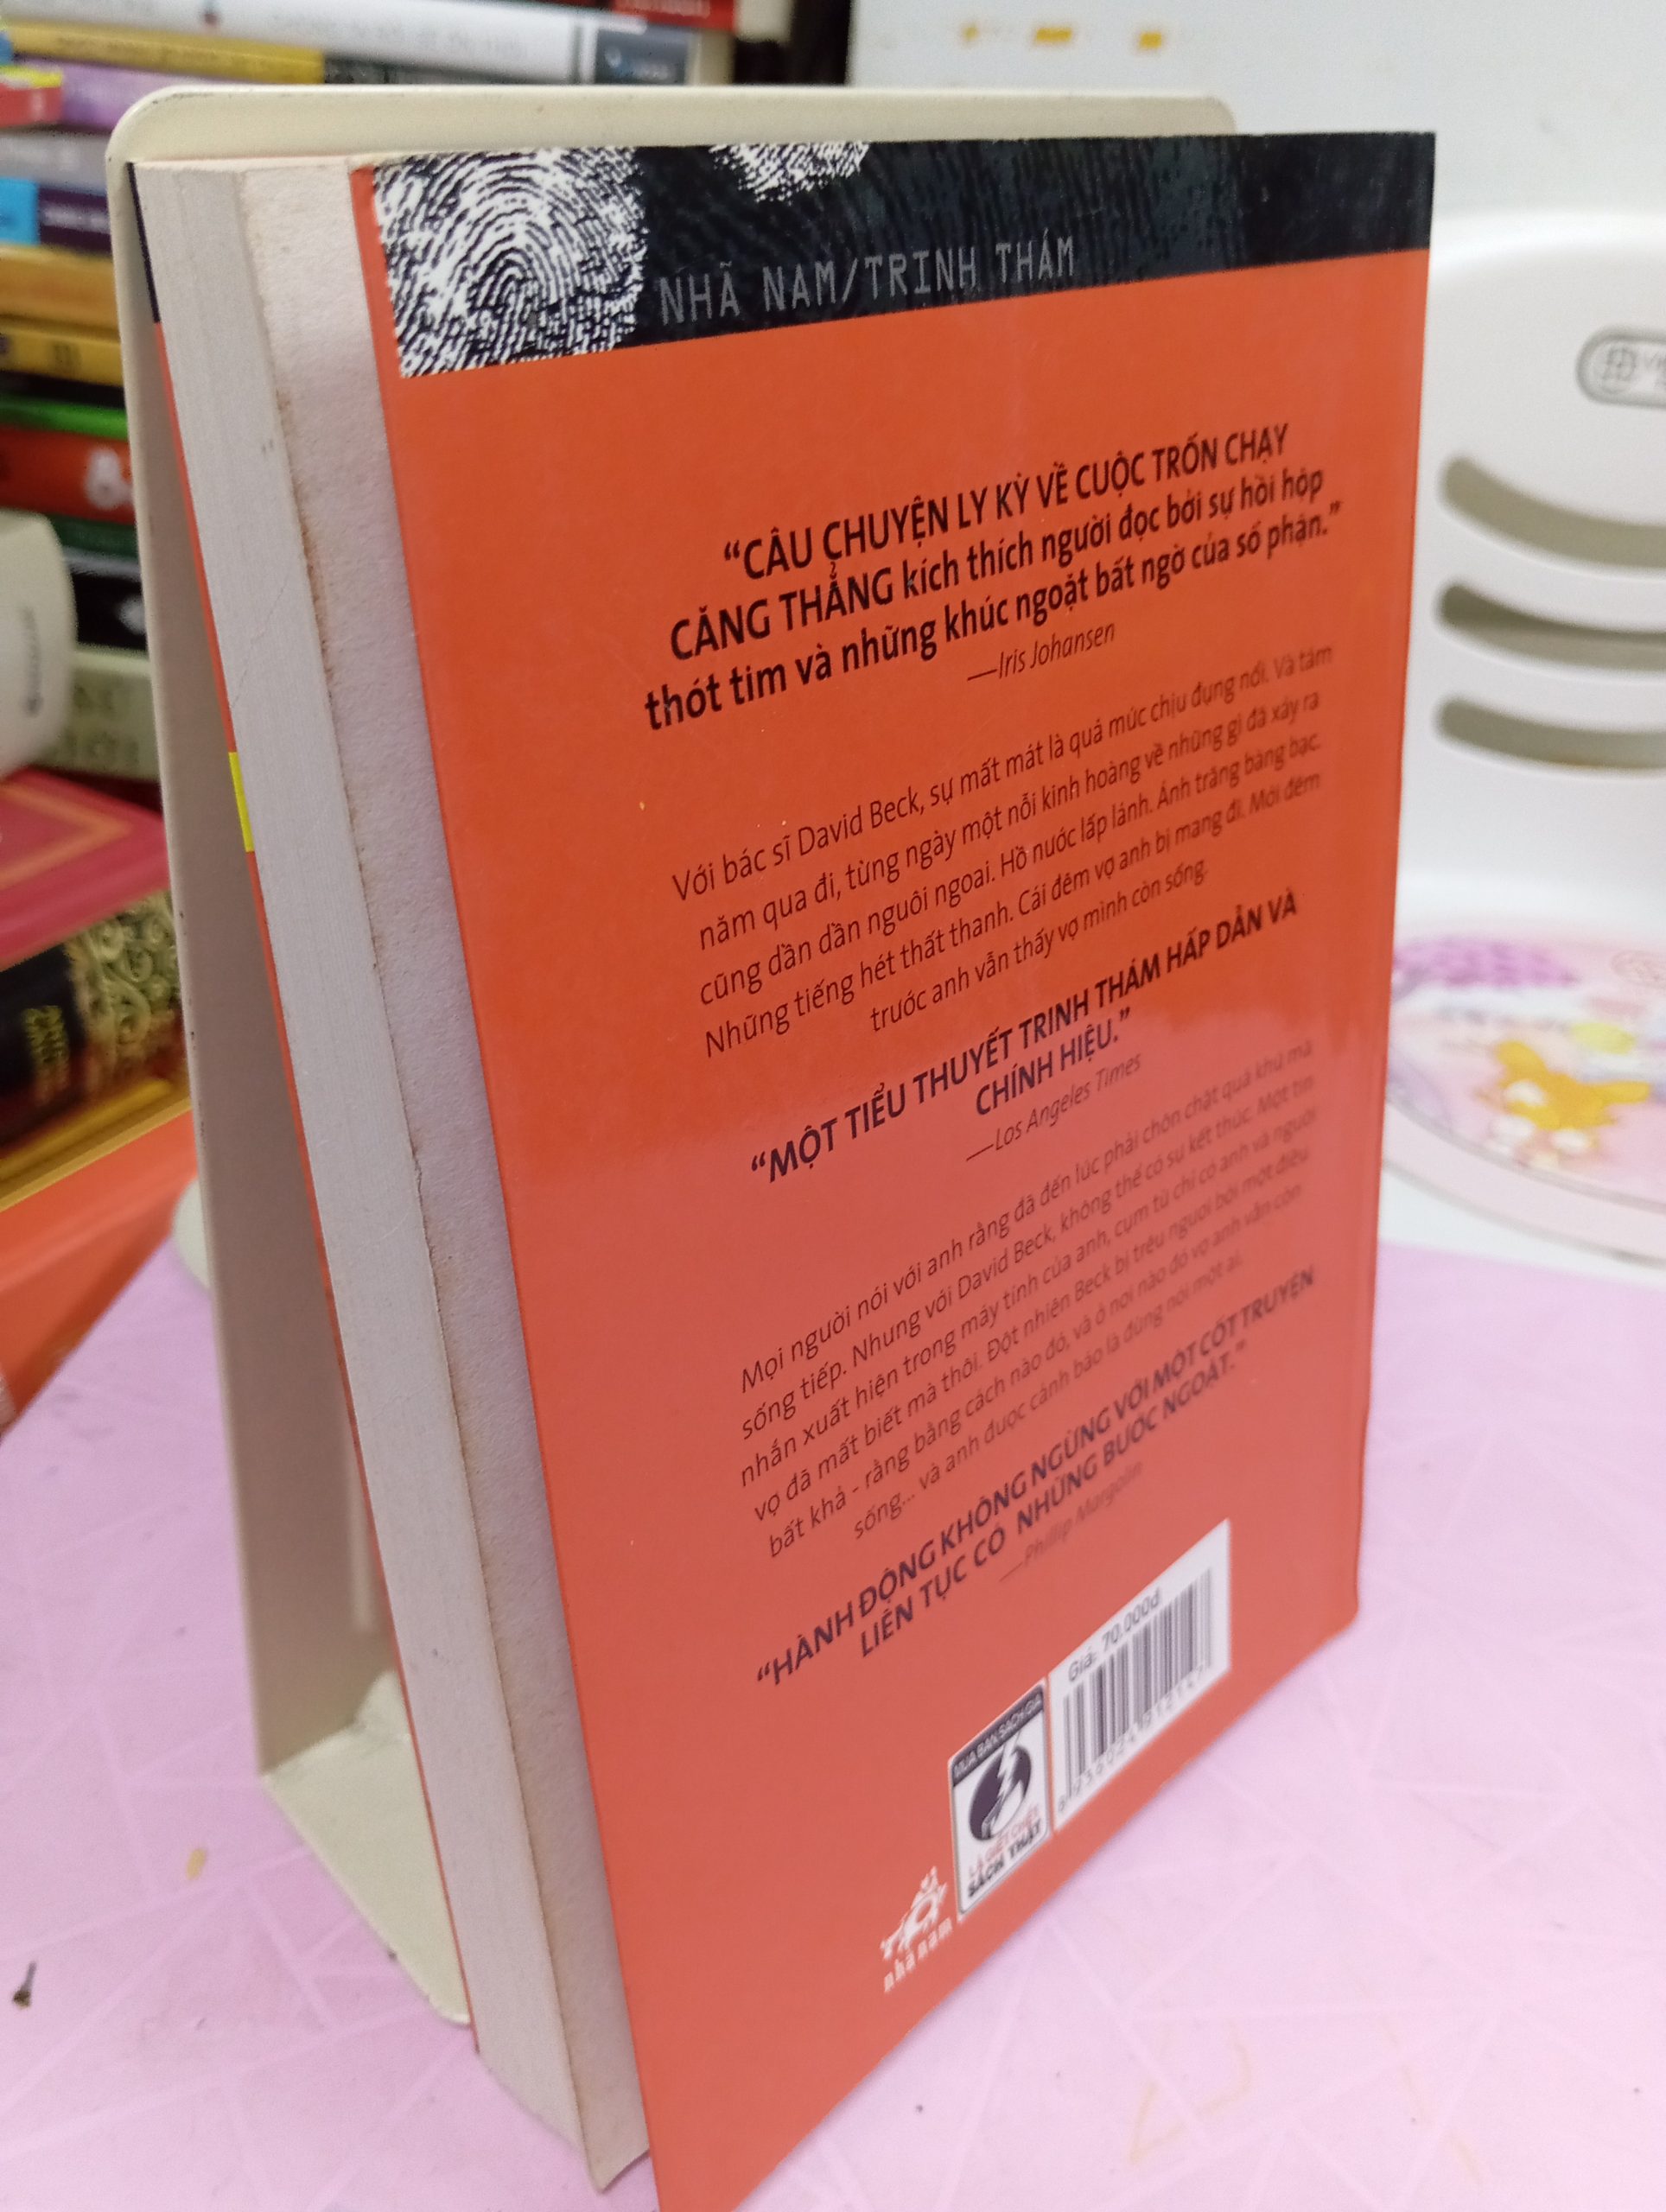 NHÃ NAM/TRINH THÁM
“CÂU CHUYỆN LY KỲ VỀ CUỘC TRỐN CHẠY
CĂNG THẲNG kích thích người đọc bởi sự hồi hộp
thót tim và những khúc ngoặt bất ngờ của số phận.”
—Iris Johansen
Với bác sĩ David Beck, sự mất mát là quá mức chịu đựng nổi. Và tám
năm qua đi, từng ngày một nỗi kinh hoàng về những gì đã xảy ra
cũng dần dần nguôi ngoai. Hồ nước lấp lánh. Ánh trăng bàng bạc.
Những tiếng hét thất thanh. Cái đêm vợ anh bị mang đi. Mỗi đêm
trước anh vẫn thấy vợ mình còn sống.
“MỘT TIỂU THUYẾT TRINH THÁM HẤP DẪN VÀ
CHÍNH HIỆU.”
—Los Angeles Times
Mọi người nói với anh rằng đã đến lúc phải chôn chặt quá khứ mà
sống tiếp. Nhưng với David Beck, không thể có sự kết thúc. Một tin
nhắn xuất hiện trong máy tính của anh, cụm từ chỉ có anh và người
vợ đã mất biết mà thôi. Đột nhiên Beck bị trêu ngươi bởi một điều
bất khả - rằng bằng cách nào đó, và ở nơi nào đó vợ anh vẫn còn
sống... và anh được cảnh báo là đừng nói một ai.
“HÀNH ĐỘNG KHÔNG NGỪNG VỚI MỘT CỐT TRUYỆN
LIÊN TỤC CÓ NHỮNG BƯỚC NGOẶT.”
—Phillip Margolin
Giá: 70.000đ
MUA BÁN SÁCH GIẢ
LÀ GIẾT CHẾT
SÁCH THẬT
nhã nam